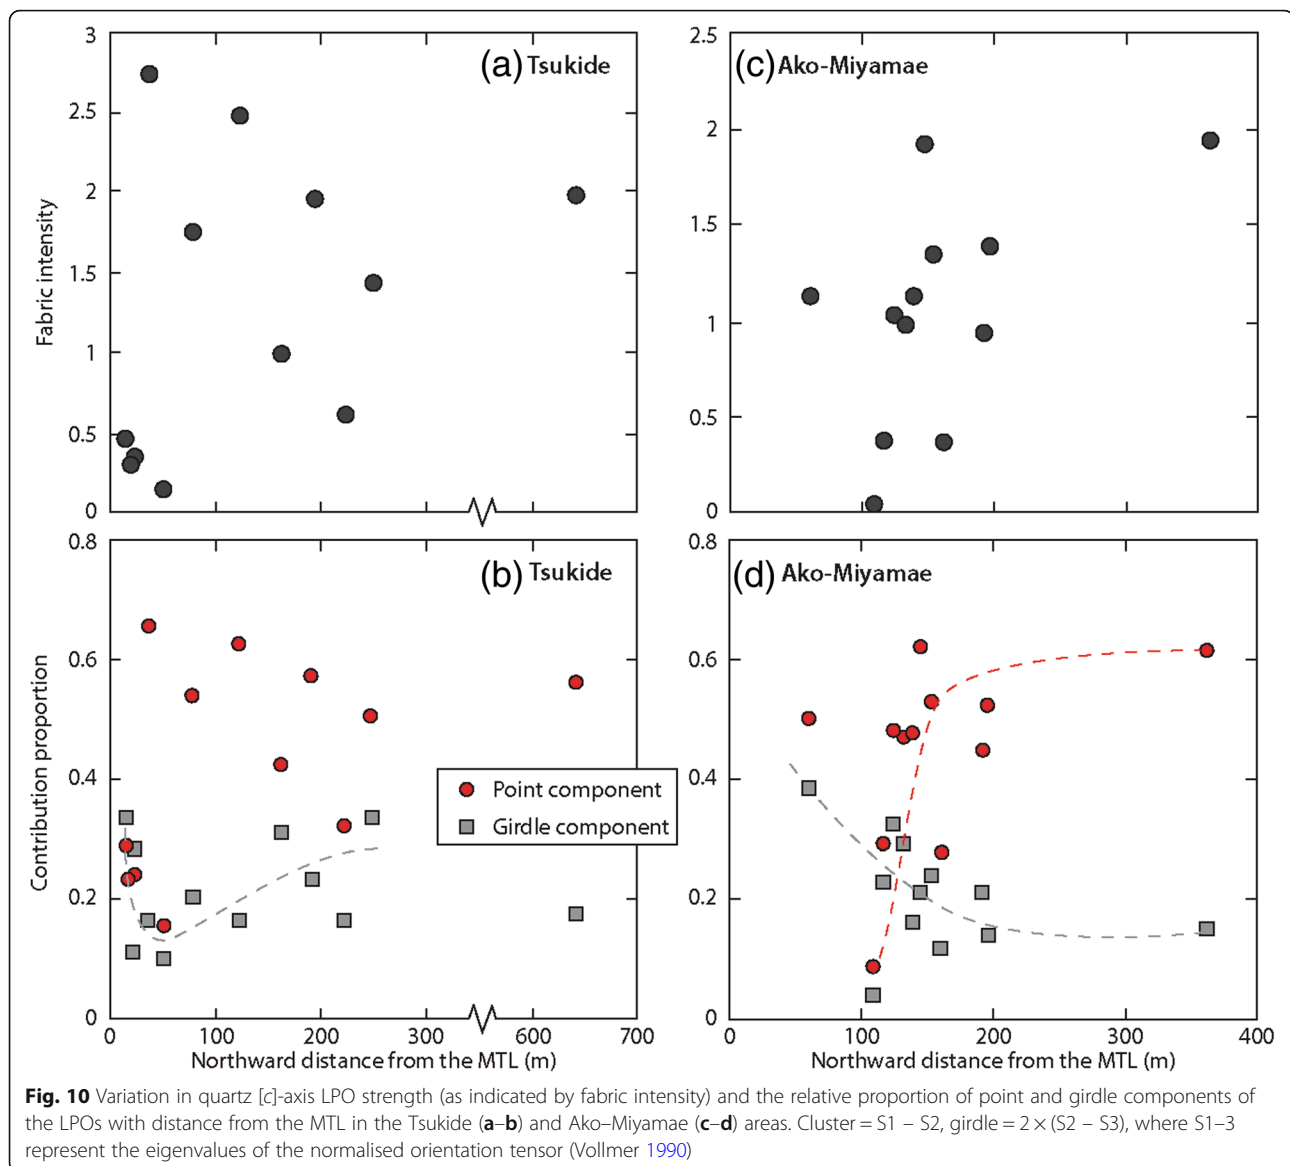 (a) Tsukide
Fabric intensity
3
2.5
2
1.5
1
0.5
0
(c) Ako-Miyamae
2.5
2
1.5
1
0.5
0
(b) Tsukide
Contribution proportion
0.8
0.6
0.4
0.2
0
0 100 200 300 600 700
Northward distance from the MTL (m)
Point component
Girdle component
(d) Ako-Miyamae
0.8
0.6
0.4
0.2
0
0 100 200 300 400
Northward distance from the MTL (m)
Fig. 10 Variation in quartz [c]-axis LPO strength (as indicated by fabric intensity) and the relative proportion of point and girdle components of
the LPOs with distance from the MTL in the Tsukide (a–b) and Ako–Miyamae (c–d) areas. Cluster = S1 – S2, girdle = 2 × (S2 – S3), where S1–3
represent the eigenvalues of the normalised orientation tensor (Vollmer 1990)